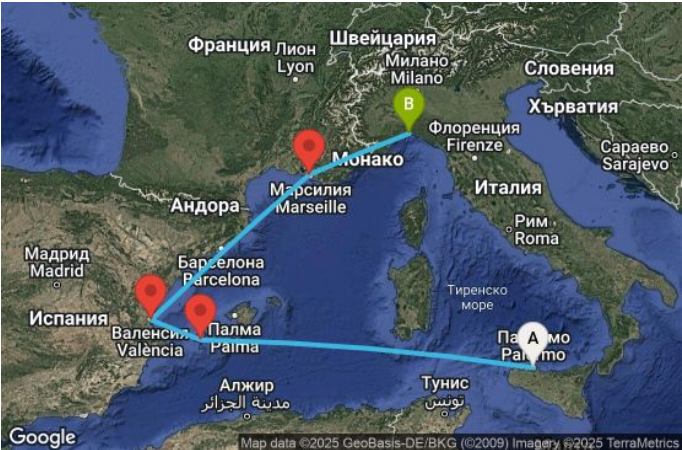 Франция
Лион
Lyon
Швейцария
Милано
Milano
Словения
Хърватия
B
Флоренция
Firenze
Сараево
Sarajevo
Монако
Марсилия
Marseille
Италия
Андора
Рим
Roma
Мадрид
Madrid
Барселона
Barcelona
Тиренско
море
Испания
Валенсия
València
Палма
Palma
A
Алжир
مدينة الجزائر
Тунис
تونس
Google
Map data ©2025 GeoBasis-DE/BKG (©2009) Imagery ©2025 TerraMetrics